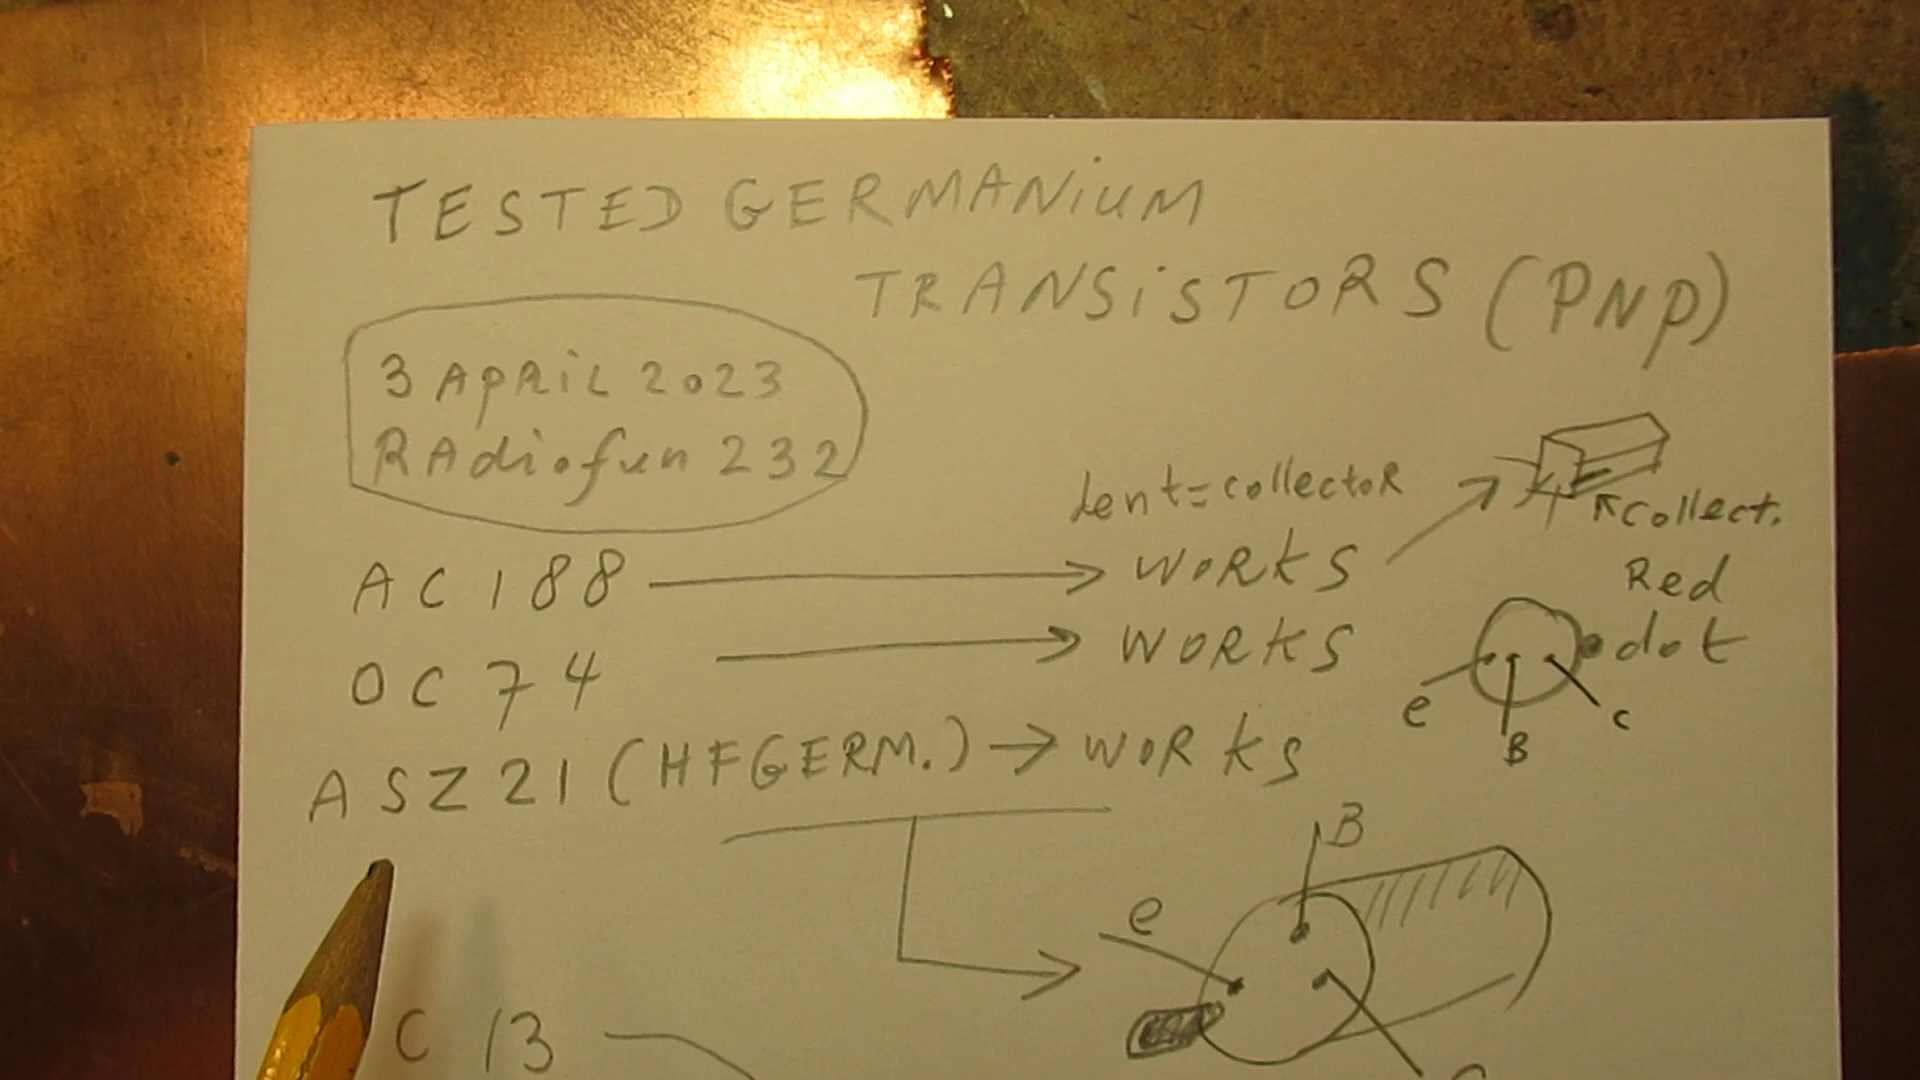 TESTED GERMANiUM
TRANSiSTORS (PNP)
3 APRiL 2023
RAdiofun 232
dent=collectoR
Collect.
AC188 WORKS
Red
dot
OC74 WORKS
e
B
c
ASZ21 (HFGERM.) → WORKS
B
e
C
C 13